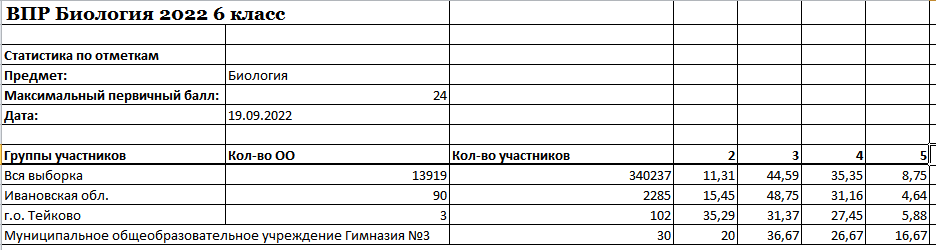 ВПР Биология 2022 6 класс
Статистика по отметкам
Предмет: Биология
Максимальный первичный балл: 24
Дата: 19.09.2022
Группы участников Кол-во ОО Кол-во участников 2 3 4 5
Вся выборка 13919 340237 11,31 44,59 35,35 8,75
Ивановская обл. 90 2285 15,45 48,75 31,16 4,64
г.о. Тейково 3 102 35,29 31,37 27,45 5,88
Муниципальное общеобразовательное учреждение Гимназия №3 30 20 36,67 26,67 16,67